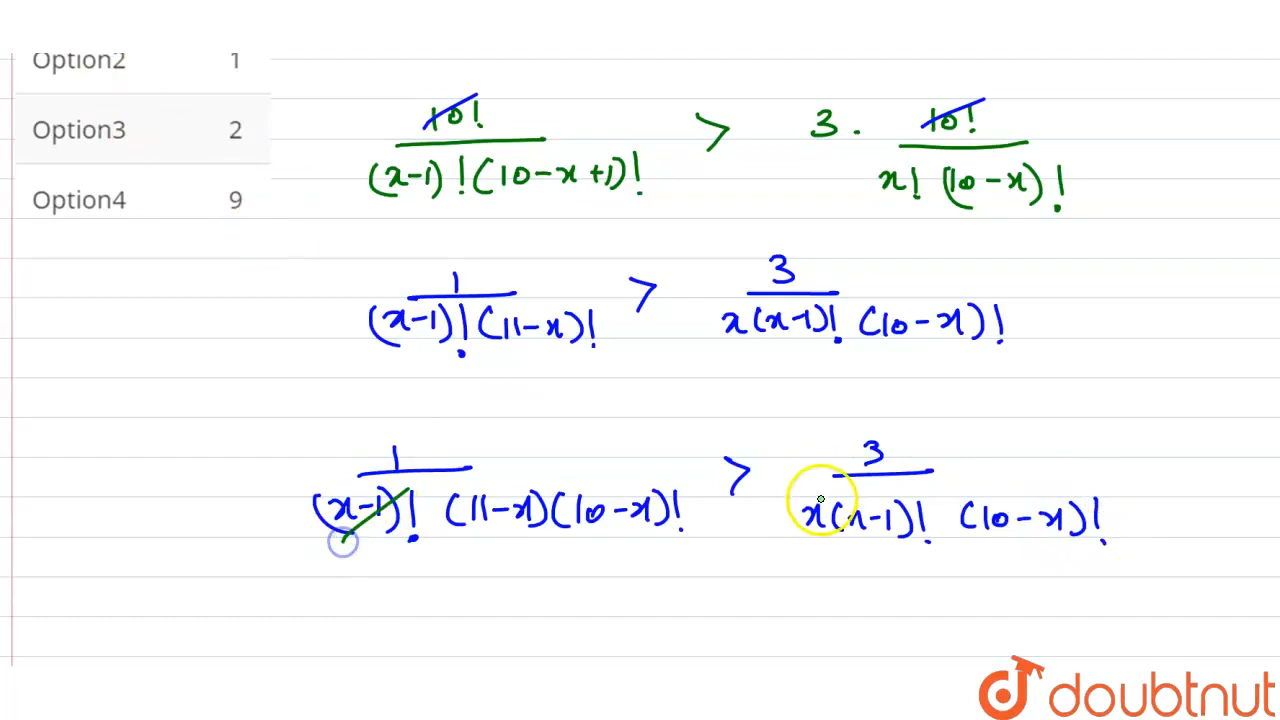 Option2 1
Option3 2
Option4 9
10! / (x-1)!(10-x+1)! > 3. 10! / x!(10-x)!
1 / (x-1)!(11-x)! > 3 / x(x-1)! (10-x)!
1 / (x-1)! (11-x)(10-x)! > 3 / x(x-1)! (10-x)!
doubtnut